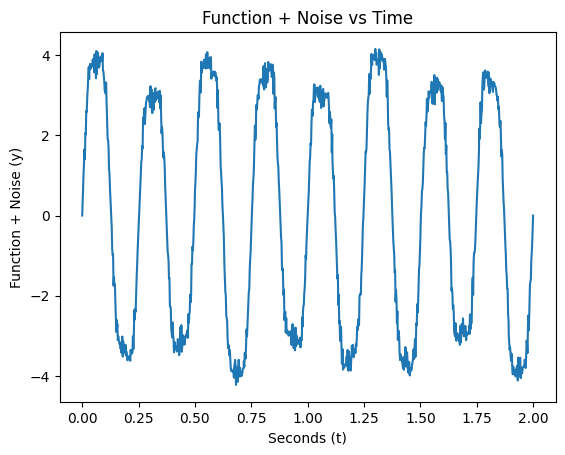 Function + Noise vs Time
Function + Noise (y)
4
2
0
−2
−4
0.00 0.25 0.50 0.75 1.00 1.25 1.50 1.75 2.00
Seconds (t)